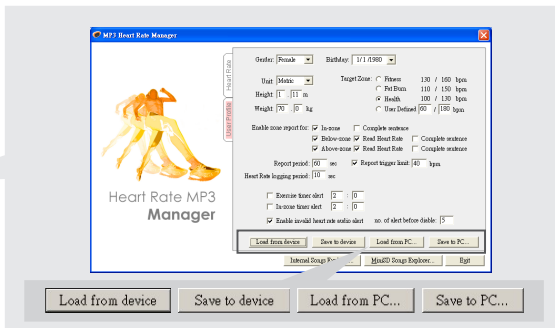 MP3 Heart Rate Manager
Heart Rate
User Profile
Gender: Female Birthday: 1/1/1980
Unit Metric Target Zone: Fitness 130 / 160 bpm
Fat Burn 110 / 150 bpm
Height 1 . 11 m Health 100 / 130 bpm
Weight 70 . 0 kg User Defined 60 / 180 bpm
Enable zone report for: In-zone Complete sentence
Below-zone Read Heart Rate Complete sentence
Above-zone Read Heart Rate Complete sentence
Report period: 60 sec Report trigger limit: 40 bpm
Heart Rate logging period: 10 sec
Exercise timer alert 2 : 0
In-zone timer alert 2 : 0
Enable invalid heart rate audio alert no. of alert before disble: 5
Heart Rate MP3
Manager
Load from device Save to device Load from PC... Save to PC...
Internal Songs MiniSD Songs Explorer... Exit
Load from device Save to device Load from PC... Save to PC...